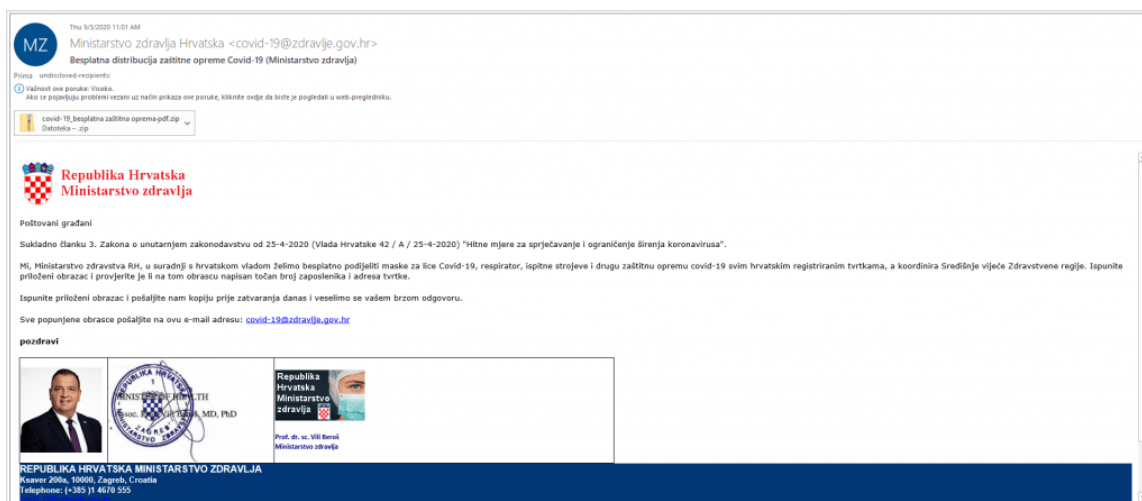 Thu 9/3/2020 11:01 AM
MZ
Ministarstvo zdravlja Hrvatska <covid-19@zdravlje.gov.hr>
Besplatna distribucija zaštitne opreme Covid-19 (Ministarstvo zdravlja)
Prima undisclosed-recipients:
Važnost ove poruke: Visoko.
Ako se pojavljuju problemi vezani uz način prikaza ove poruke, kliknite ovdje da biste je pogledali u web-pregledniku.
covid-19_besplatna zaštitna oprema-pdf.zip
Datoteka – .zip
Republika Hrvatska
Ministarstvo zdravlja
Poštovani građani
Sukladno članku 3. Zakona o unutarnjem zakonodavstvu od 25-4-2020 (Vlada Hrvatske 42 / A / 25-4-2020) "Hitne mjere za sprječavanje i ograničenje širenja koronavirusa".
Mi, Ministarstvo zdravstva RH, u suradnji s hrvatskom vladom želimo besplatno podijeliti maske za lice Covid-19, respirator, ispitne strojeve i drugu zaštitnu opremu covid-19 svim hrvatskim registriranim tvrtkama, a koordinira Središnje vijeće Zdravstvene regije. Ispunite
priloženi obrazac i provjerite je li na tom obrascu napisan točan broj zaposlenika i adresa tvrtke.
Ispunite priloženi obrazac i pošaljite nam kopiju prije zatvaranja danas i veselimo se vašem brzom odgovoru.
Sve popunjene obrasce pošaljite na ovu e-mail adresu: covid-19@zdravlje.gov.hr
pozdravi
REPUBLIKA HRVATSKA
1
MINISTARSTVO ZDRAVLJA
ZAGREB
MD, PhD
Republika
Hrvatska
Ministarstvo
zdravlja
Prof. dr. sc. Vili Beroš
Ministarstvo zdravlja
REPUBLIKA HRVATSKA MINISTARSTVO ZDRAVLJA
Ksaver 200a, 10000, Zagreb, Croatia
Telephone: (+385 )1 4670 555